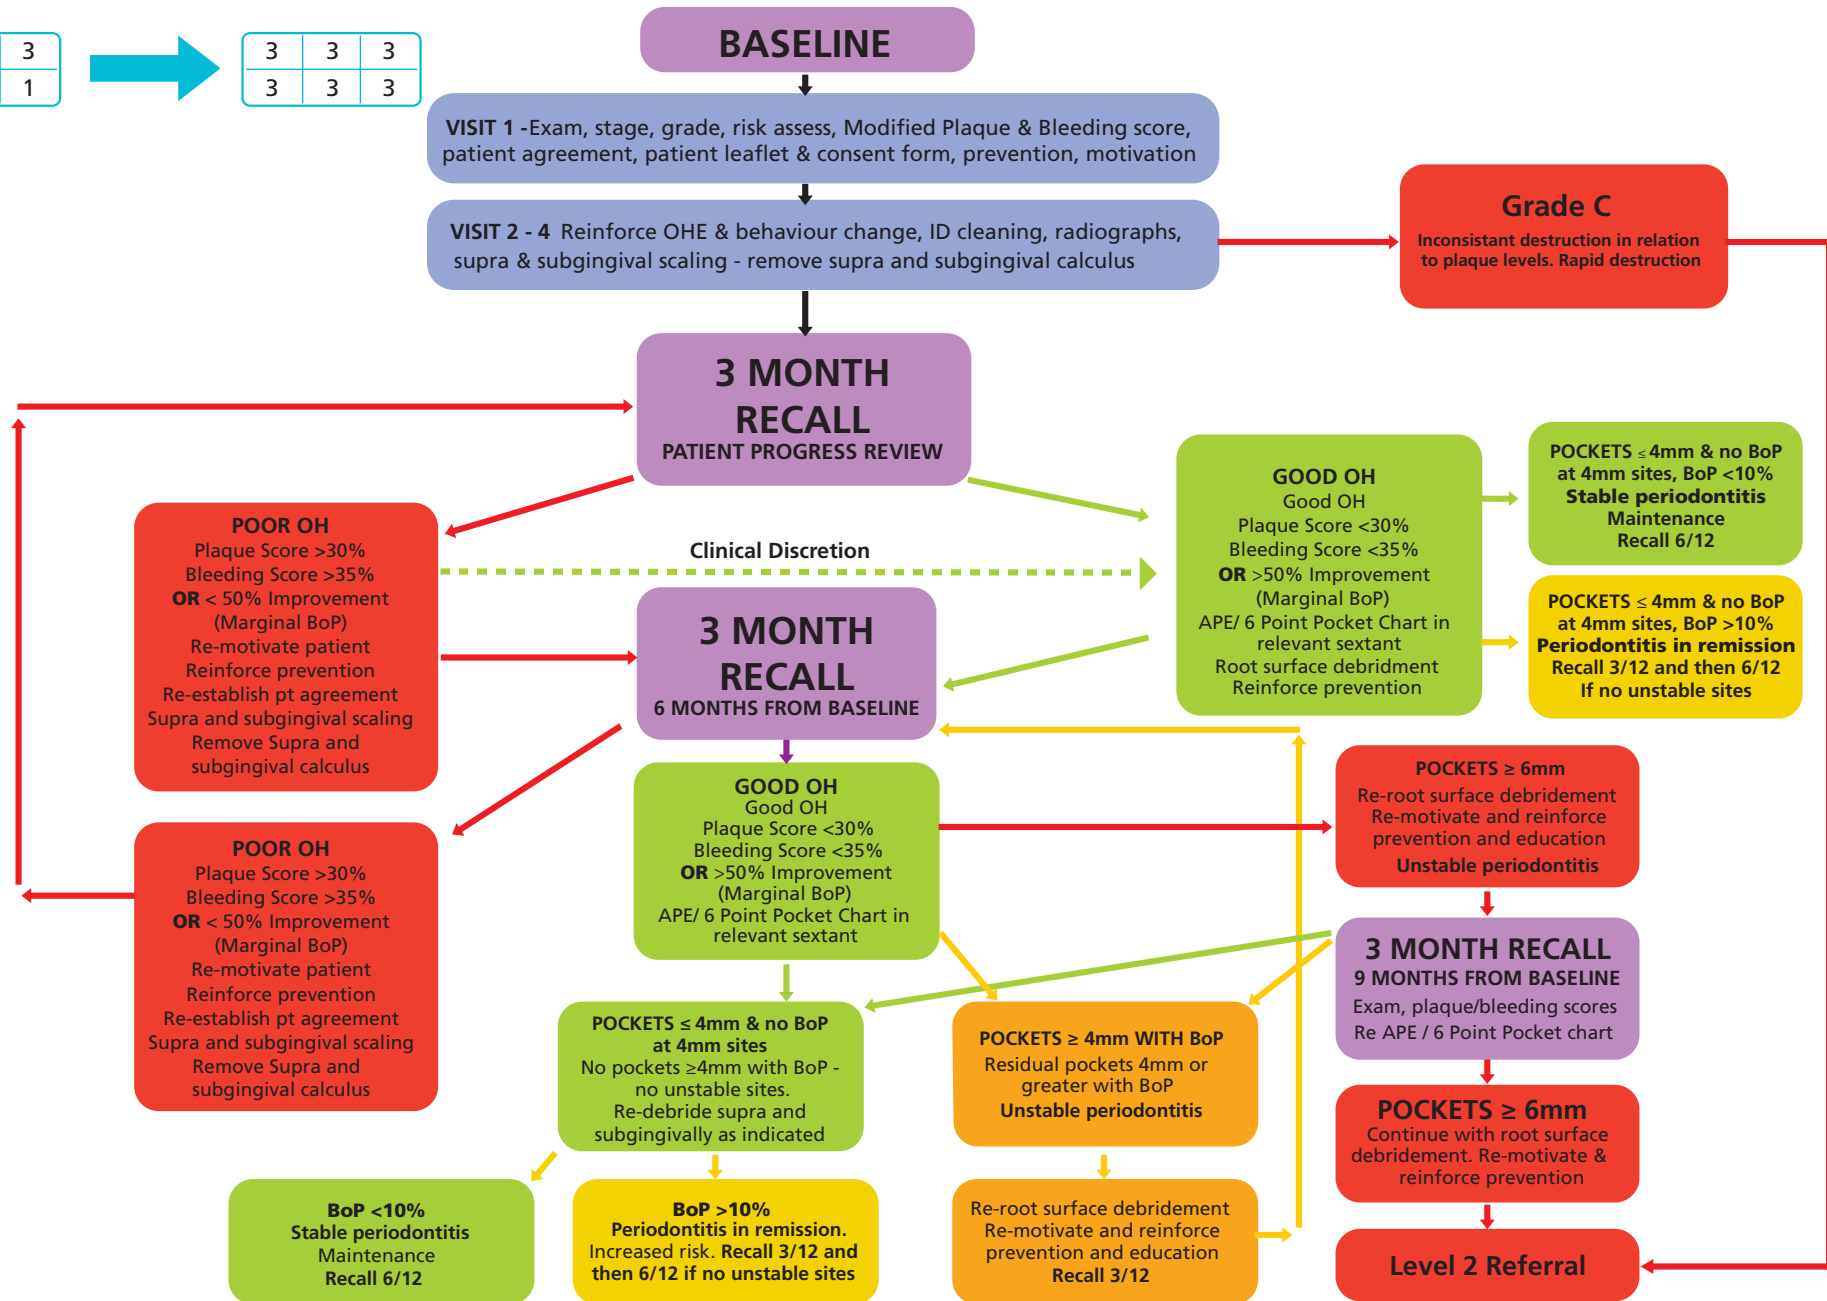 3
1
3 3 3
3 3 3
BASELINE
VISIT 1 -Exam, stage, grade, risk assess, Modified Plaque & Bleeding score,
patient agreement, patient leaflet & consent form, prevention, motivation
VISIT 2 - 4 Reinforce OHE & behaviour change, ID cleaning, radiographs,
supra & subgingival scaling - remove supra and subgingival calculus
Grade C
Inconsistant destruction in relation
to plaque levels. Rapid destruction
3 MONTH
RECALL
PATIENT PROGRESS REVIEW
POOR OH
Plaque Score >30%
Bleeding Score >35%
OR < 50% Improvement
(Marginal BoP)
Re-motivate patient
Reinforce prevention
Re-establish pt agreement
Supra and subgingival scaling
Remove Supra and
subgingival calculus
Clinical Discretion
GOOD OH
Good OH
Plaque Score <30%
Bleeding Score <35%
OR >50% Improvement
(Marginal BoP)
APE/ 6 Point Pocket Chart in
relevant sextant
Root surface debridment
Reinforce prevention
POCKETS ≤ 4mm & no BoP
at 4mm sites, BoP <10%
Stable periodontitis
Maintenance
Recall 6/12
POCKETS ≤ 4mm & no BoP
at 4mm sites, BoP >10%
Periodontitis in remission
Recall 3/12 and then 6/12
If no unstable sites
3 MONTH
RECALL
6 MONTHS FROM BASELINE
POOR OH
Plaque Score >30%
Bleeding Score >35%
OR < 50% Improvement
(Marginal BoP)
Re-motivate patient
Reinforce prevention
Re-establish pt agreement
Supra and subgingival scaling
Remove Supra and
subgingival calculus
GOOD OH
Good OH
Plaque Score <30%
Bleeding Score <35%
OR >50% Improvement
(Marginal BoP)
APE/ 6 Point Pocket Chart in
relevant sextant
POCKETS ≥ 6mm
Re-root surface debridement
Re-motivate and reinforce
prevention and education
Unstable periodontitis
3 MONTH RECALL
9 MONTHS FROM BASELINE
Exam, plaque/bleeding scores
Re APE / 6 Point Pocket chart
POCKETS ≤ 4mm & no BoP
at 4mm sites
No pockets ≥4mm with BoP -
no unstable sites.
Re-debride supra and
subgingivally as indicated
POCKETS ≥ 4mm WITH BoP
Residual pockets 4mm or
greater with BoP
Unstable periodontitis
POCKETS ≥ 6mm
Continue with root surface
debridement. Re-motivate &
reinforce prevention
BoP <10%
Stable periodontitis
Maintenance
Recall 6/12
BoP >10%
Periodontitis in remission.
Increased risk. Recall 3/12 and
then 6/12 if no unstable sites
Re-root surface debridement
Re-motivate and reinforce
prevention and education
Recall 3/12
Level 2 Referral